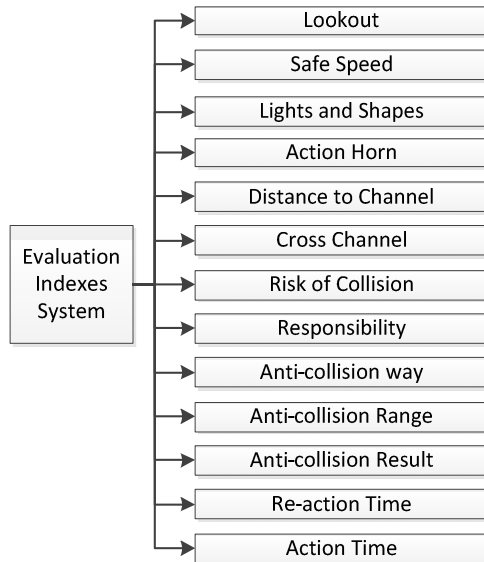 Lookout
Safe Speed
Lights and Shapes
Action Horn
Distance to Channel
Cross Channel
Evaluation
Indexes
System
Risk of Collision
Responsibility
Anti-collision way
Anti-collision Range
Anti-collision Result
Re-action Time
Action Time